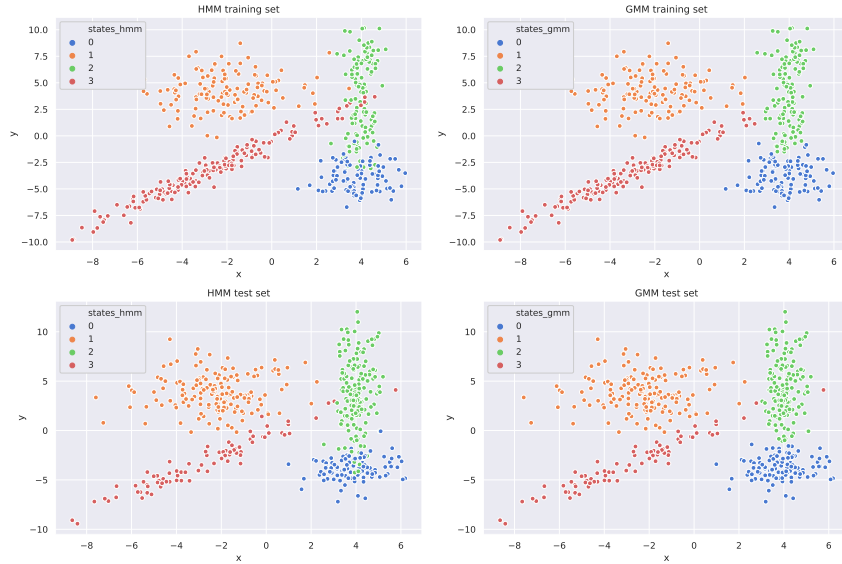 HMM training set
states_hmm
0
1
2
3
10.0
7.5
5.0
2.5
0.0
−2.5
−5.0
−7.5
−10.0
y
−8 −6 −4 −2 0 2 4 6
x
GMM training set
states_gmm
0
1
2
3
10.0
7.5
5.0
2.5
0.0
−2.5
−5.0
−7.5
−10.0
y
−8 −6 −4 −2 0 2 4 6
x
HMM test set
states_hmm
0
1
2
3
10
5
0
−5
−10
y
−8 −6 −4 −2 0 2 4 6
x
GMM test set
states_gmm
0
1
2
3
10
5
0
−5
−10
y
−8 −6 −4 −2 0 2 4 6
x